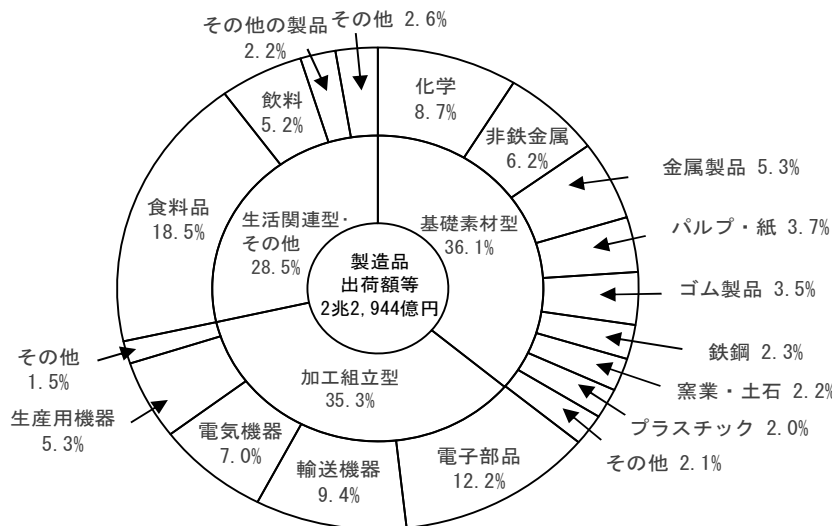 その他の製品
2.2%
その他 2.6%
飲料
5.2%
化学
8.7%
非鉄金属
6.2%
金属製品 5.3%
パルプ・紙 3.7%
ゴム製品 3.5%
鉄鋼 2.3%
窯業・土石 2.2%
プラスチック 2.0%
その他 2.1%
食料品
18.5%
生活関連型・
その他
28.5%
基礎素材型
36.1%
製造品
出荷額等
2兆2,944億円
加工組立型
35.3%
その他
1.5%
生産用機器
5.3%
電気機器
7.0%
輸送機器
9.4%
電子部品
12.2%